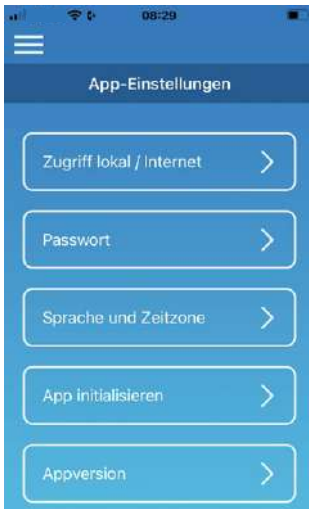 08:29
App-Einstellungen
Zugriff lokal / Internet
Passwort
Sprache und Zeitzone
App initialisieren
Appversion